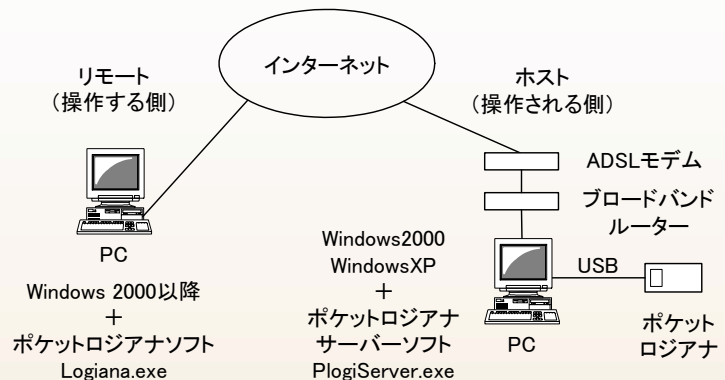 インターネット
リモート
（操作する側）
ホスト
（操作される側）
ADSLモデム
ブロードバンド
ルーター
PC
Windows 2000以降
＋
ポケットロジアナソフト
Logiana.exe
Windows2000
WindowsXP
＋
ポケットロジアナ
サーバーソフト
PlogiServer.exe
PC
USB
ポケット
ロジアナ